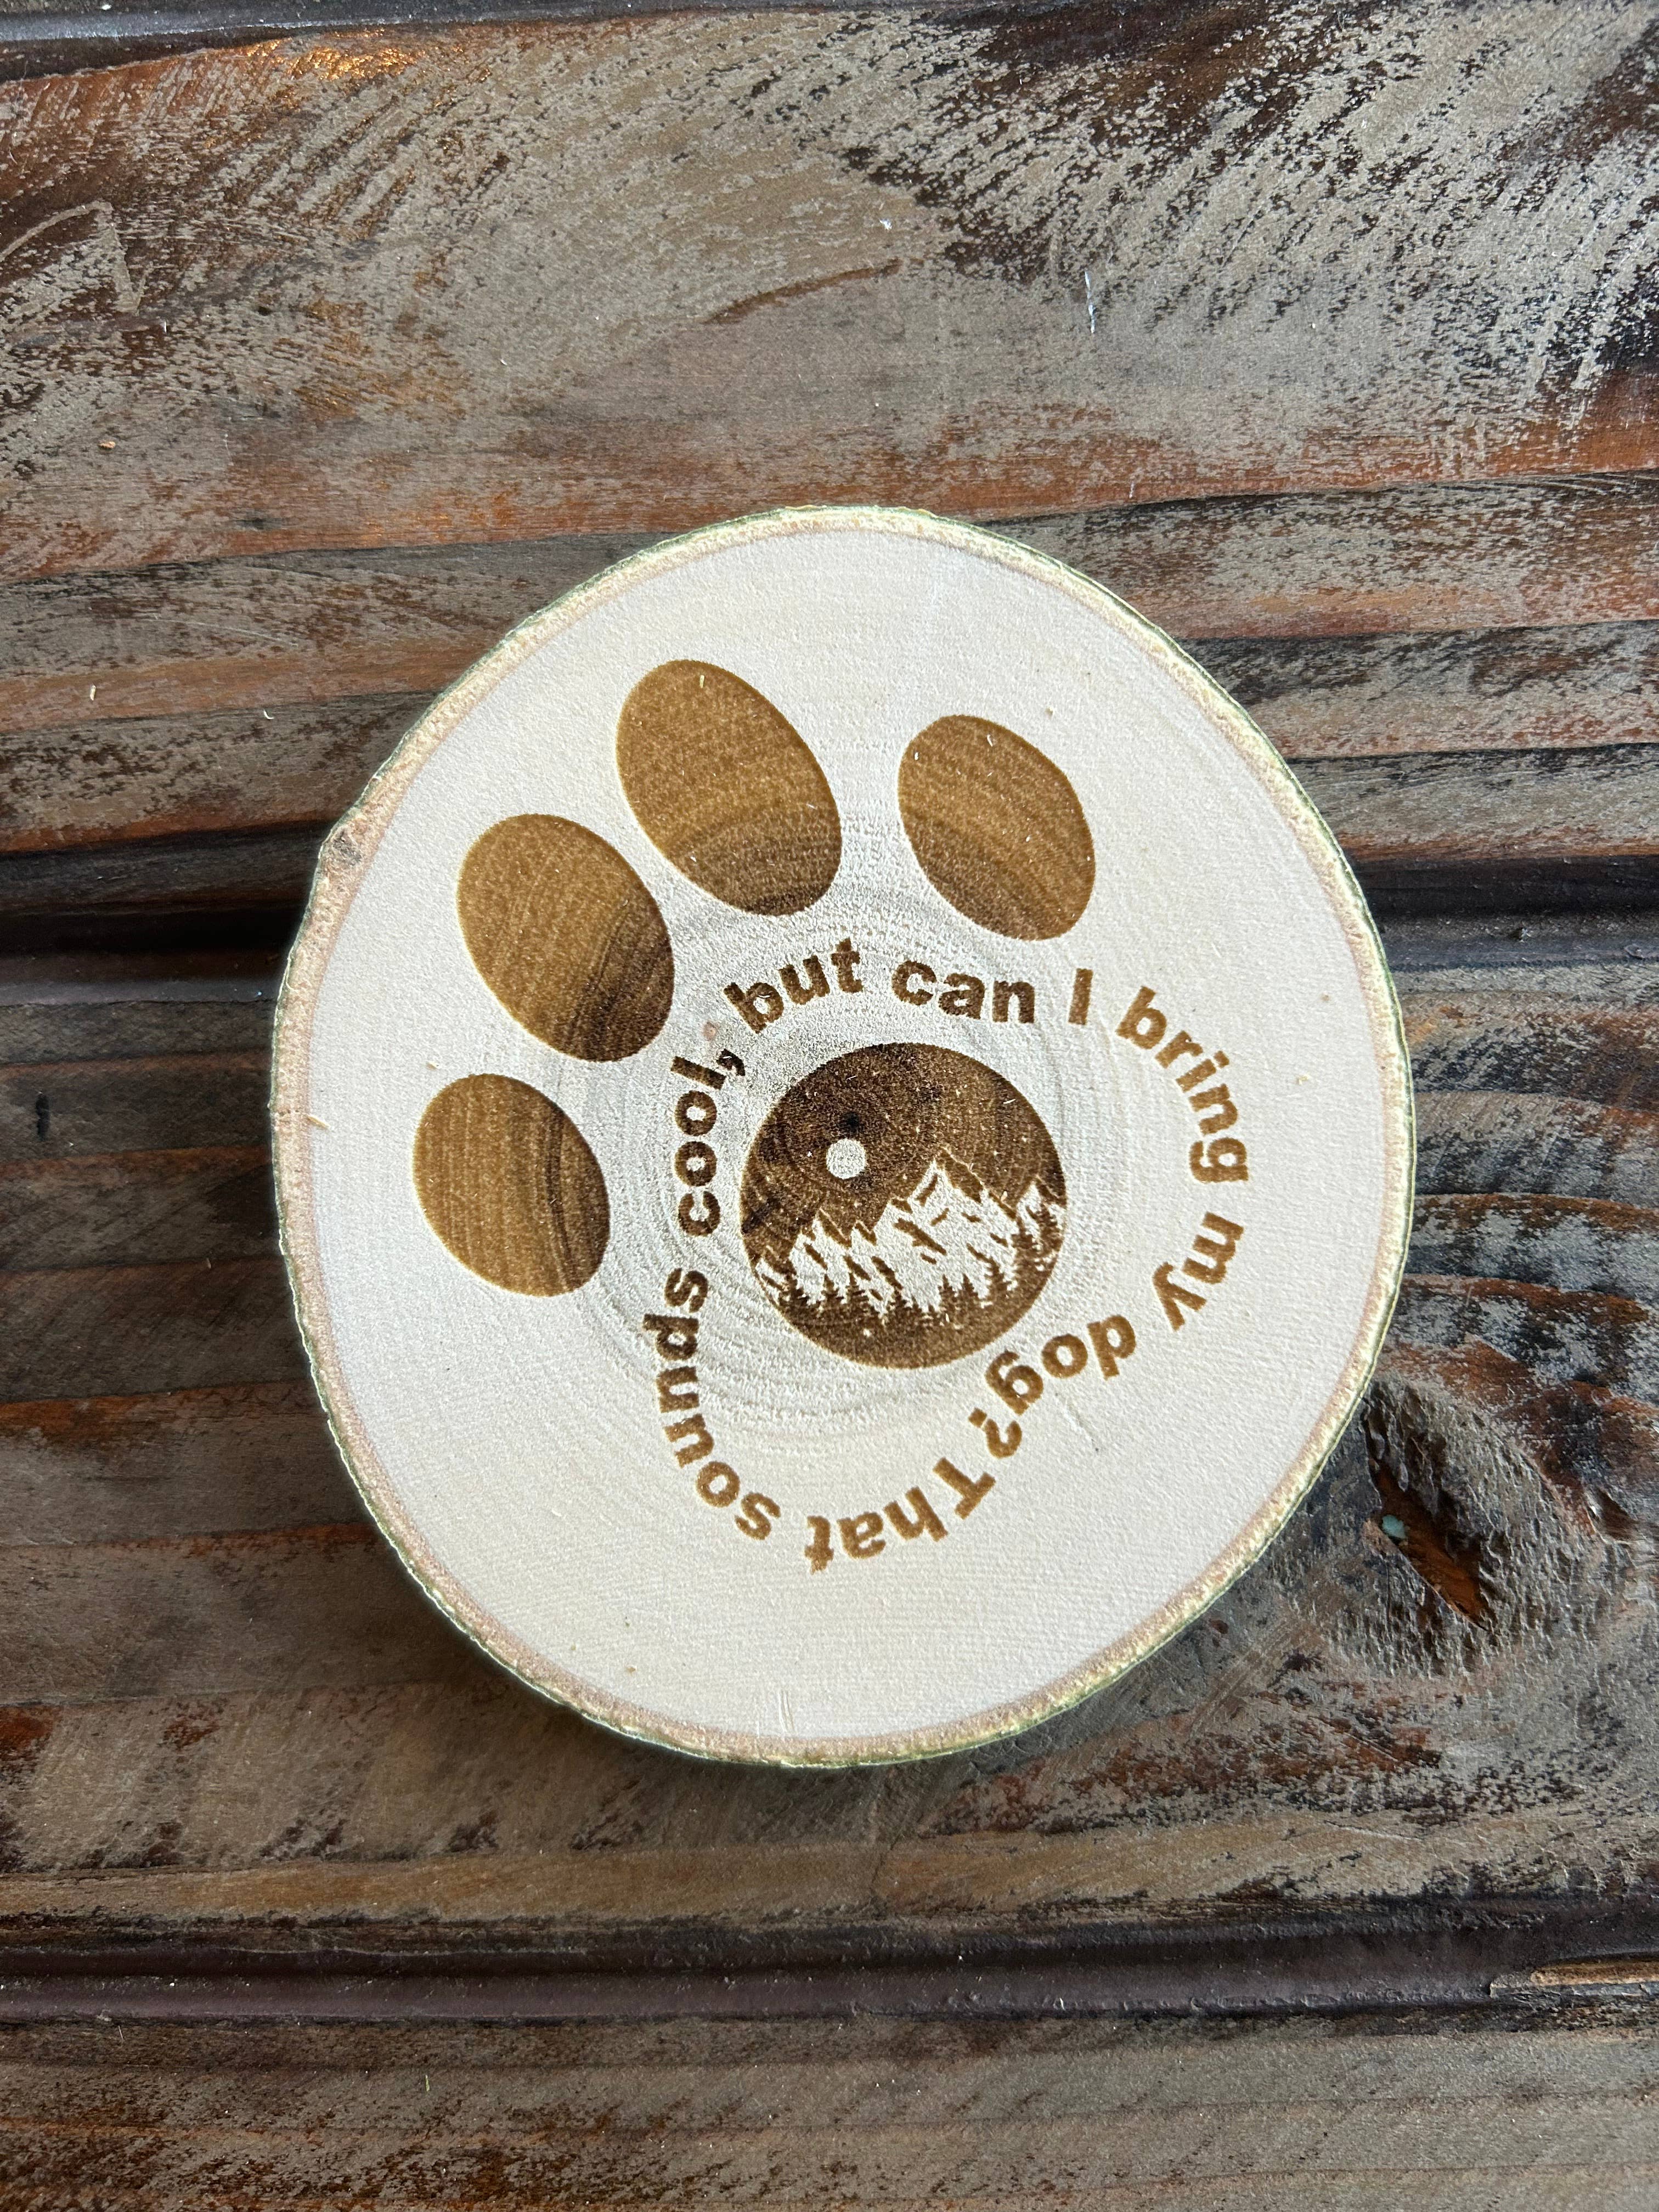 That sounds cool, but can I bring my dog?